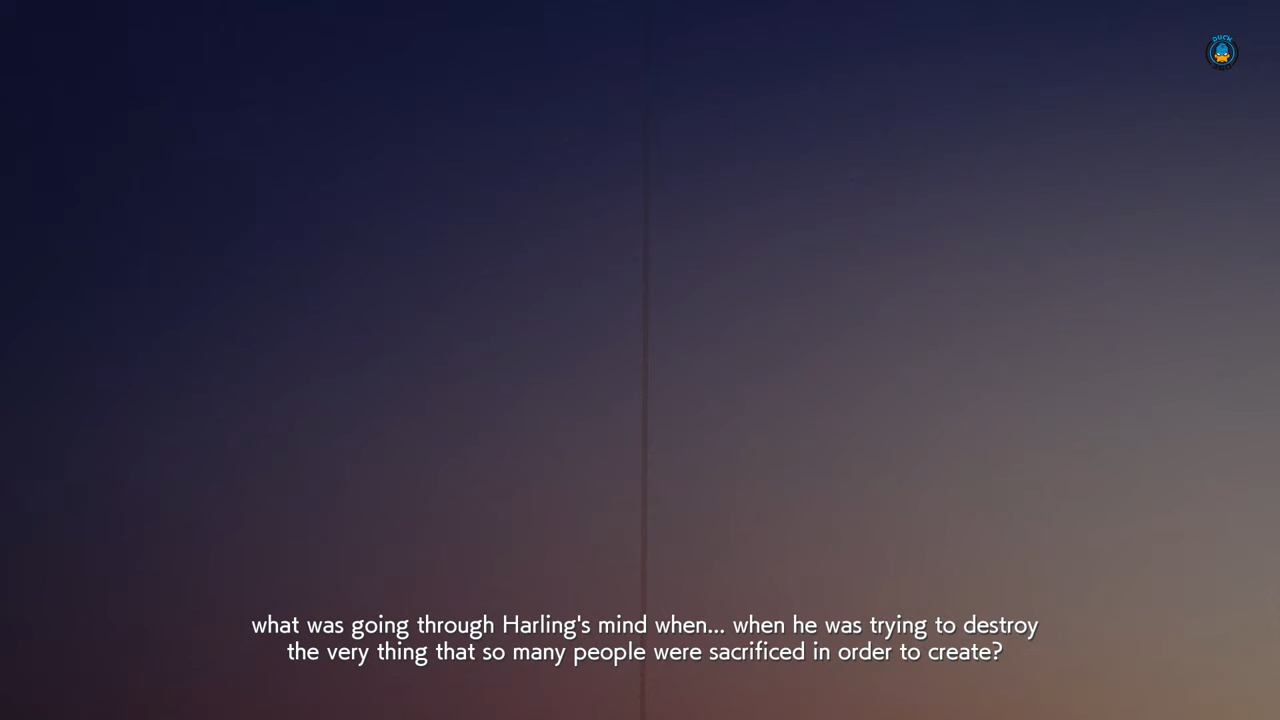 DUCK
what was going through Harling's mind when... when he was trying to destroy
the very thing that so many people were sacrificed in order to create?